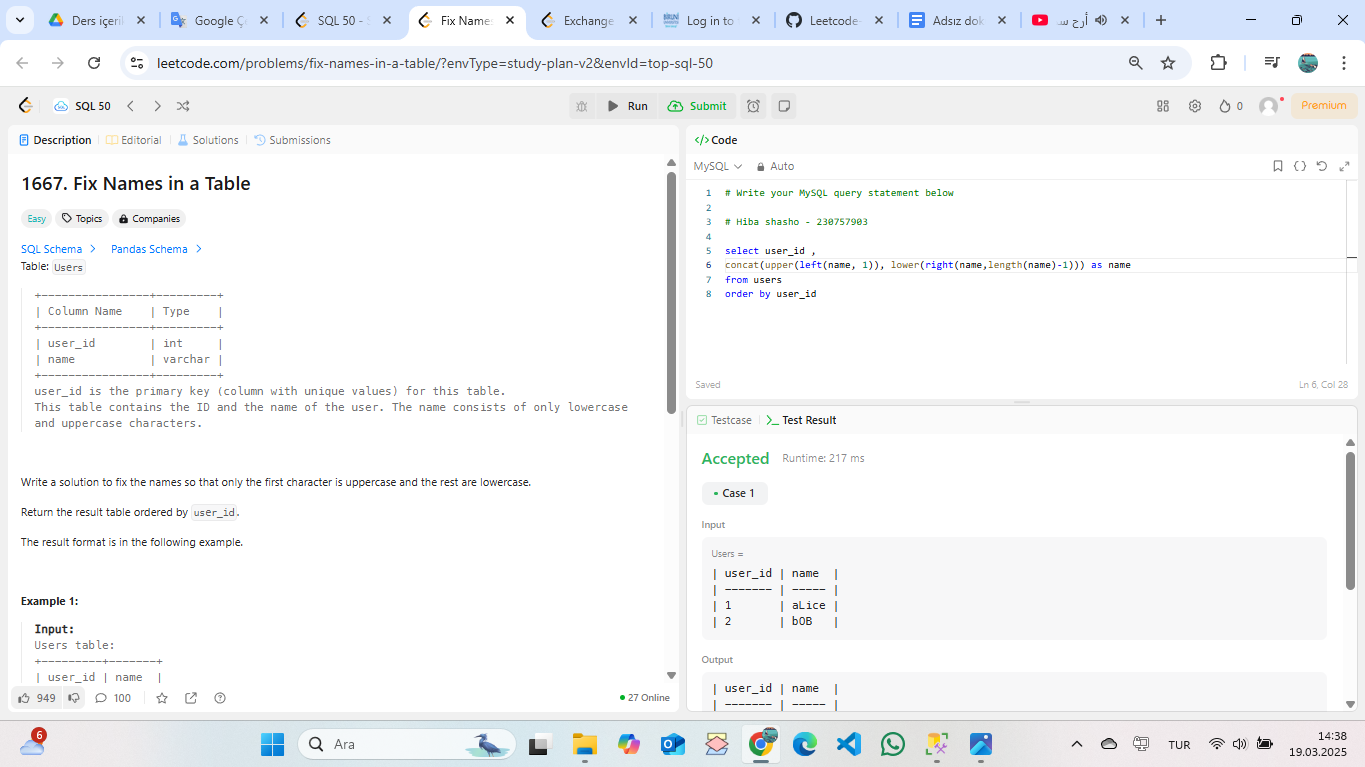 Ders içerik
Google Ç
SQL 50 - S
Fix Names
Exchange
Log in to
Leetcode-
Adsız dok
أرح سـ
leetcode.com/problems/fix-names-in-a-table/?envType=study-plan-v2&envId=top-sql-50
SQL 50
Run
Submit
0
Premium
Description
Editorial
Solutions
Submissions
1667. Fix Names in a Table
Easy
Topics
Companies
SQL Schema
Pandas Schema
Table: Users
+----------------+---------+
| Column Name    | Type    |
+----------------+---------+
| user_id        | int     |
| name           | varchar |
+----------------+---------+
user_id is the primary key (column with unique values) for this table.
This table contains the ID and the name of the user. The name consists of only lowercase
and uppercase characters.
Write a solution to fix the names so that only the first character is uppercase and the rest are lowercase.
Return the result table ordered by user_id.
The result format is in the following example.
Example 1:
Input:
Users table:
+---------+-------+
| user_id | name  |
949
100
27 Online
Code
MySQL
Auto
1 # Write your MySQL query statement below
2
3 # Hiba shasho - 230757903
4
5 select user_id ,
6 concat(upper(left(name, 1)), lower(right(name,length(name)-1))) as name
7 from users
8 order by user_id
Saved
Ln 6, Col 28
Testcase
Test Result
Accepted
Runtime: 217 ms
Case 1
Input
Users =
| user_id | name  |
| ------- | ----- |
| 1       | aLice |
| 2       | bOB   |
Output
| user_id | name  |
| ------- | ----- |
6
Ara
TUR
14:38
19.03.2025